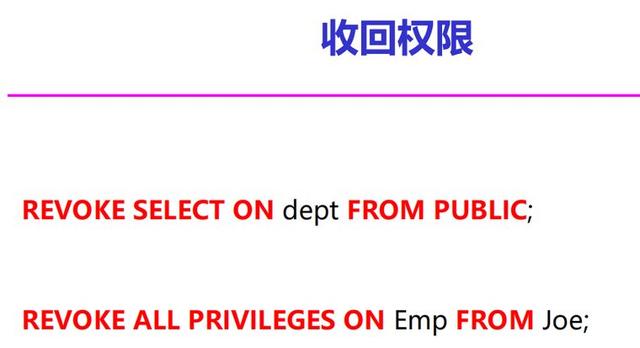 收回权限
REVOKE SELECT ON dept FROM PUBLIC;
REVOKE ALL PRIVILEGES ON Emp FROM Joe;